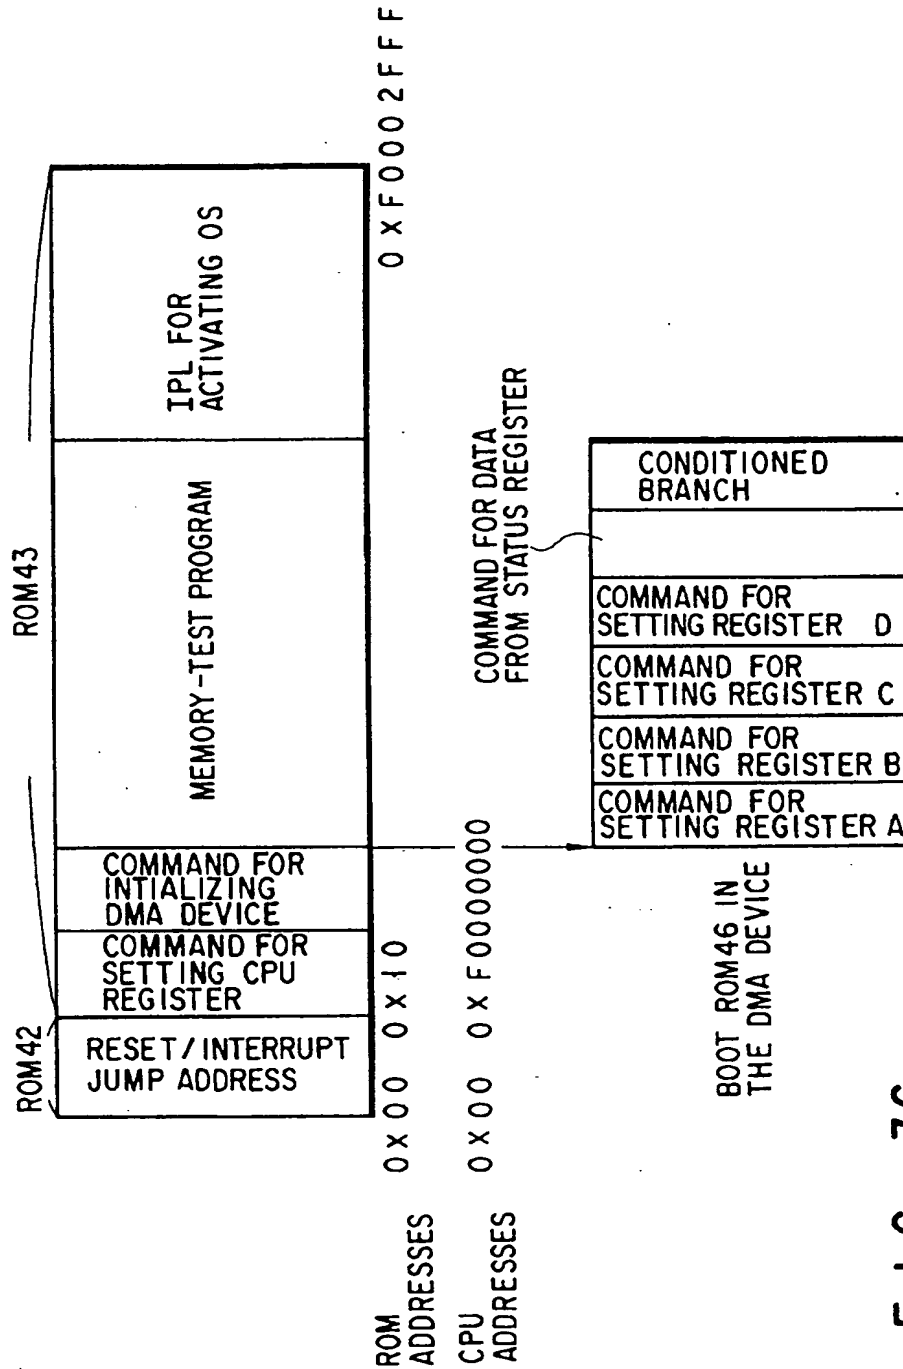 ROM42
ROM43
RESET/INTERRUPT
JUMP ADDRESS
COMMAND FOR
SETTING CPU
REGISTER
COMMAND FOR
INTIALIZING
DMA DEVICE
MEMORY-TEST PROGRAM
IPL FOR
ACTIVATING OS
ROM
ADDRESSES
0X00
0X10
0XF0002FFF
CPU
ADDRESSES
0X00
0XF0000000
COMMAND FOR DATA
FROM STATUS REGISTER
BOOT ROM46 IN
THE DMA DEVICE
COMMAND FOR
SETTING REGISTER A
COMMAND FOR
SETTING REGISTER B
COMMAND FOR
SETTING REGISTER C
COMMAND FOR
SETTING REGISTER D
CONDITIONED
BRANCH